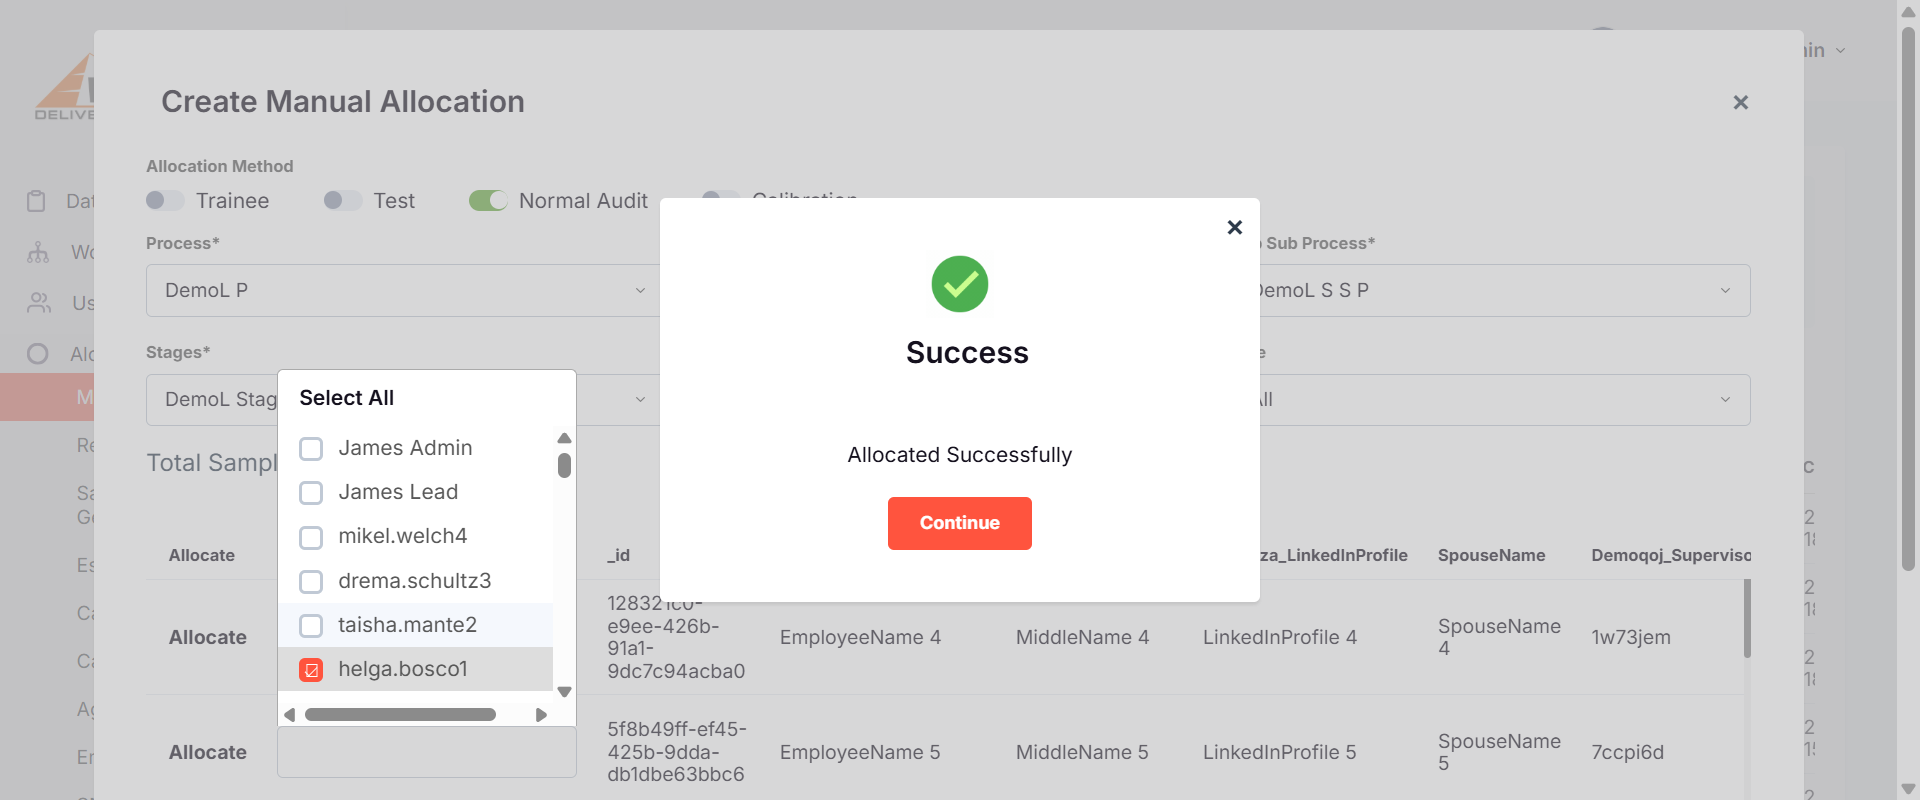 Create Manual Allocation
Allocation Method
Trainee
Test
Normal Audit
Process*
Sub Process*
DemoL P
DemoL S S P
Stages*
DemoL Stag
All
Total Sampl
Select All
James Admin
James Lead
mikel.welch4
drema.schultz3
taisha.mante2
helga.bosco1
Success
Allocated Successfully
Continue
Allocate
_id
za_LinkedInProfile
SpouseName
Demoqoj_Superviso
Allocate
128321c0-
e9ee-426b-
91a1-
9dc7c94acba0
EmployeeName 4
MiddleName 4
LinkedInProfile 4
SpouseName
4
1w73jem
Allocate
5f8b49ff-ef45-
425b-9dda-
db1dbe63bbc6
EmployeeName 5
MiddleName 5
LinkedInProfile 5
SpouseName
5
7ccpi6d